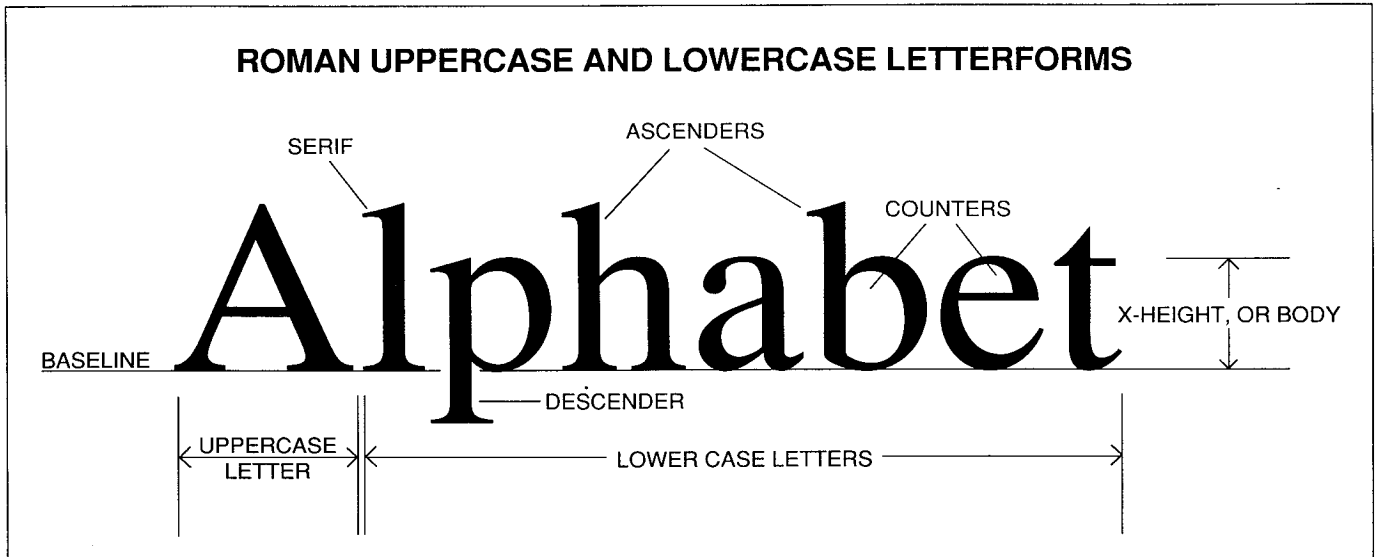 ROMAN UPPERCASE AND LOWERCASE LETTERFORMS
SERIF
ASCENDERS
COUNTERS
Alphabet
X-HEIGHT, OR BODY
BASELINE
DESCENDER
UPPERCASE
LETTER
LOWER CASE LETTERS